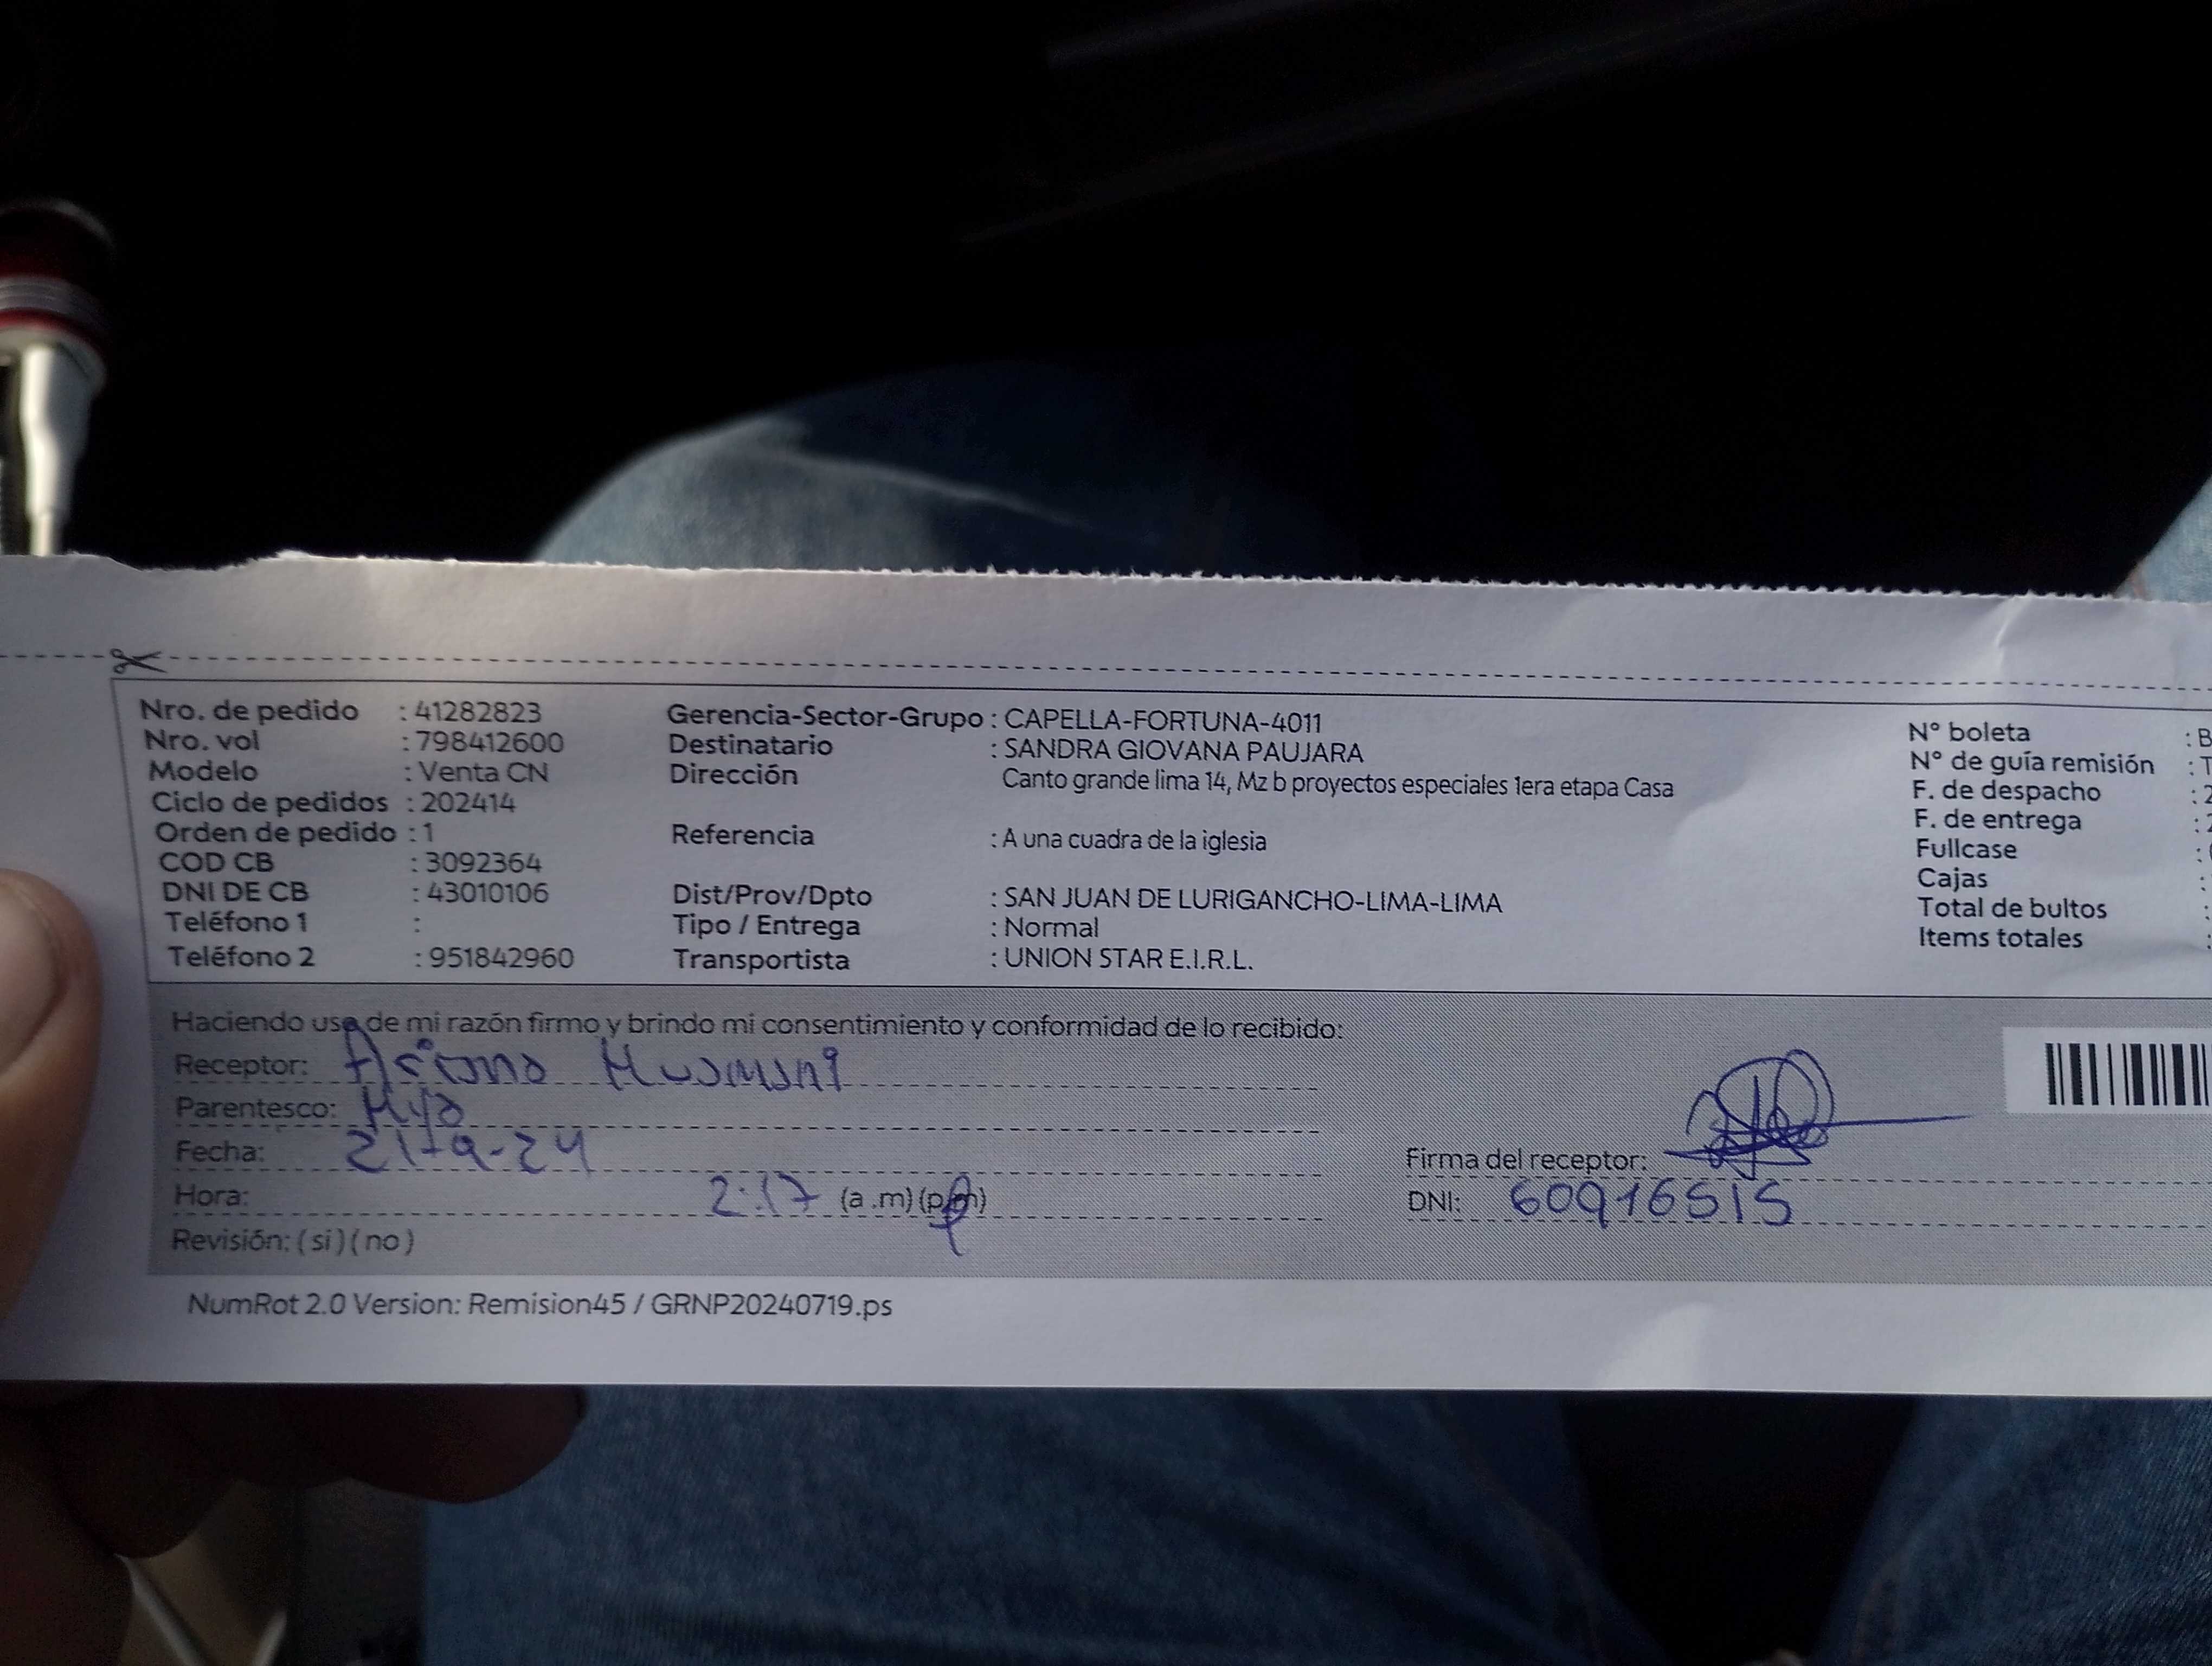 Nro. de pedido : 41282823 Gerencia-Sector-Grupo : CAPELLA-FORTUNA-4011 N° boleta : B
Nro. vol : 798412600 Destinatario : SANDRA GIOVANA PAUJARA N° de guía remisión : T
Modelo : Venta CN Dirección Canto grande lima 14, Mz b proyectos especiales 1era etapa Casa F. de despacho : 2
Ciclo de pedidos : 202414 F. de entrega : 2
Orden de pedido : 1 Referencia : A una cuadra de la iglesia Fullcase :
COD CB : 3092364 Cajas :
DNI DE CB : 43010106 Dist/Prov/Dpto : SAN JUAN DE LURIGANCHO-LIMA-LIMA Total de bultos :
Teléfono 1 : Tipo / Entrega : Normal Items totales :
Teléfono 2 : 951842960 Transportista : UNION STAR E.I.R.L.
Haciendo uso de mi razón firmo y brindo mi consentimiento y conformidad de lo recibido:
Receptor: Huamani
Parentesco: Hijo
Fecha: 21-9-24
Firma del receptor:
Hora: 2:17 (a.m)(p.m)
DNI: 60916515
Revisión: (si)(no)
NumRot 2.0 Version: Remision45 / GRNP20240719.ps